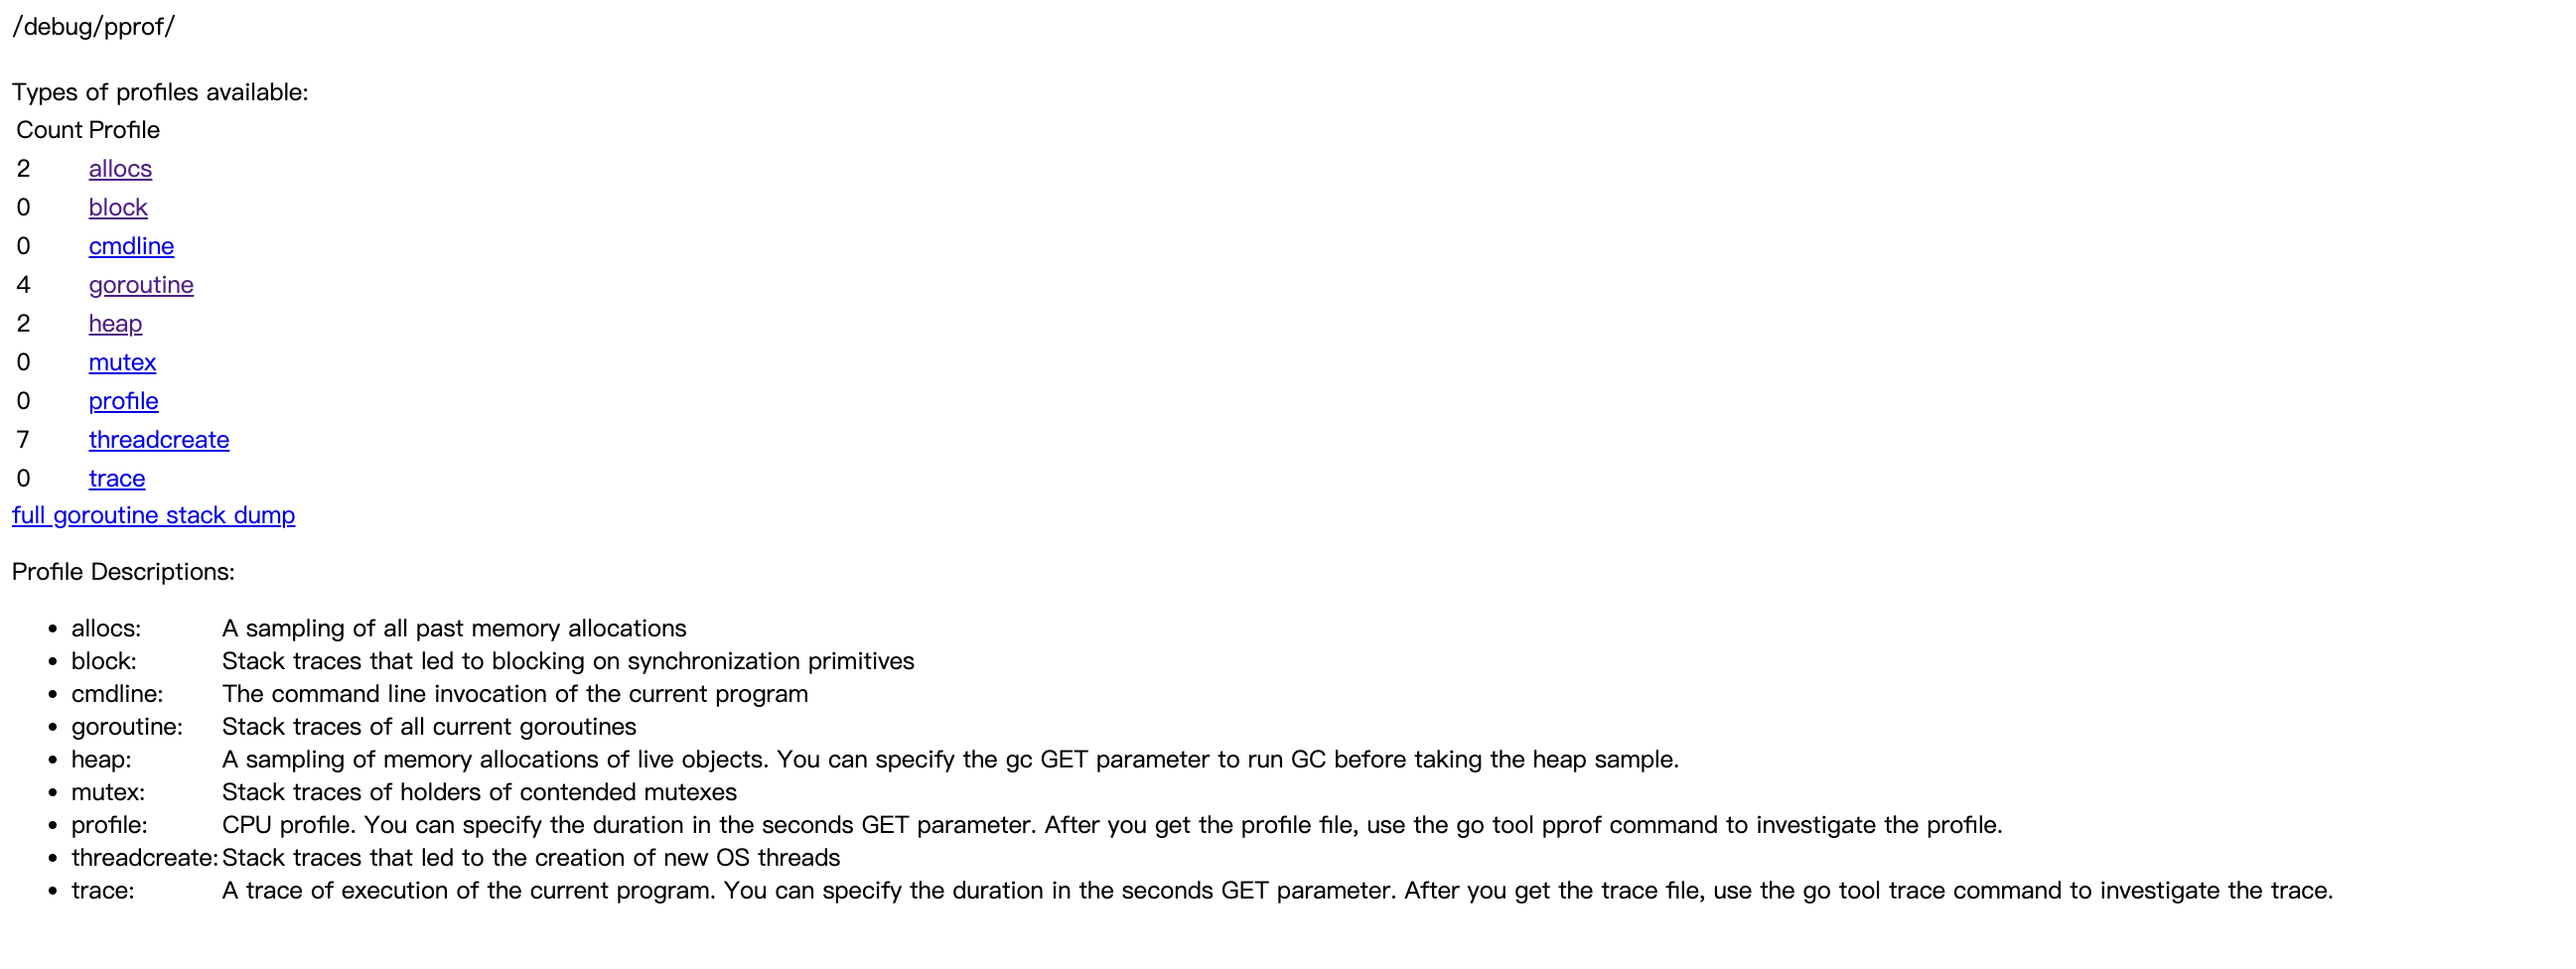 /debug/pprof/
Types of profiles available:
Count Profile
2 allocs
0 block
0 cmdline
4 goroutine
2 heap
0 mutex
0 profile
7 threadcreate
0 trace
full goroutine stack dump
Profile Descriptions:
• allocs: A sampling of all past memory allocations
• block: Stack traces that led to blocking on synchronization primitives
• cmdline: The command line invocation of the current program
• goroutine: Stack traces of all current goroutines
• heap: A sampling of memory allocations of live objects. You can specify the gc GET parameter to run GC before taking the heap sample.
• mutex: Stack traces of holders of contended mutexes
• profile: CPU profile. You can specify the duration in the seconds GET parameter. After you get the profile file, use the go tool pprof command to investigate the profile.
• threadcreate: Stack traces that led to the creation of new OS threads
• trace: A trace of execution of the current program. You can specify the duration in the seconds GET parameter. After you get the trace file, use the go tool trace command to investigate the trace.